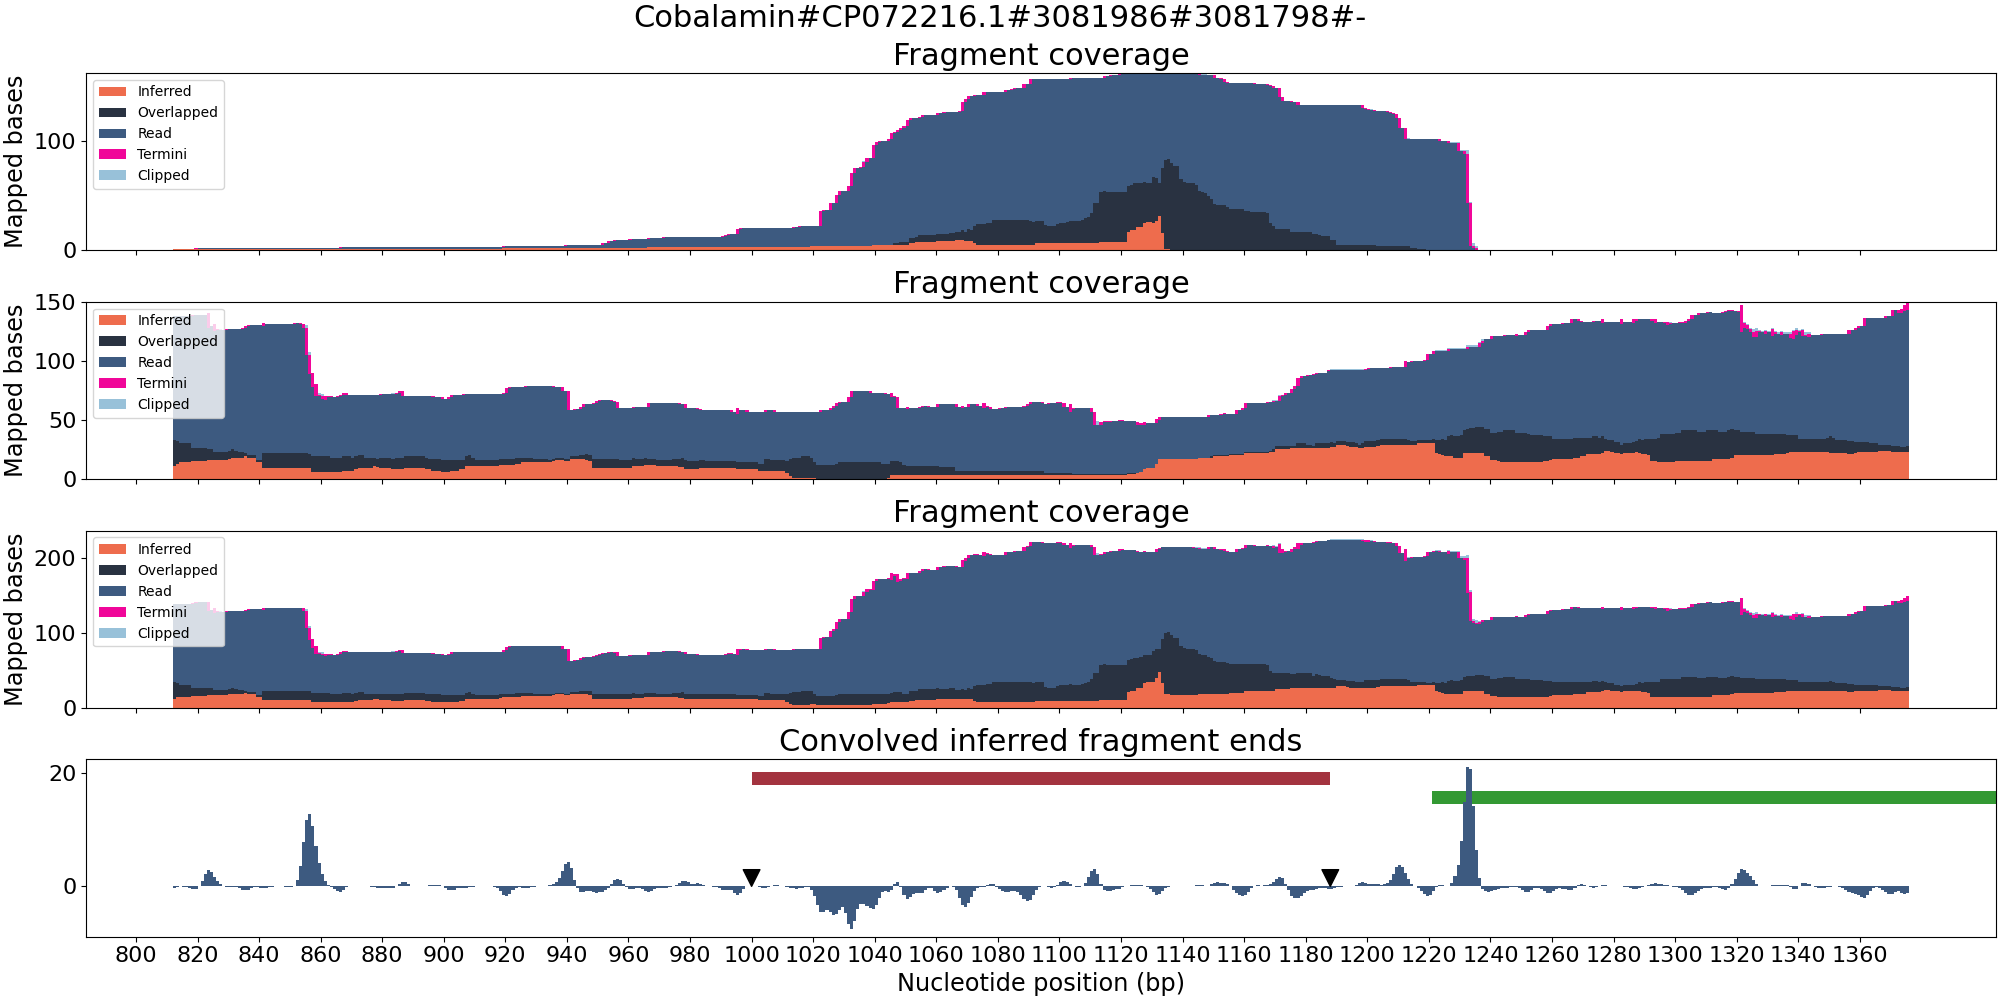 Cobalamin#CP072216.1#3081986#3081798#-
Fragment coverage
Mapped bases
100
0
Inferred
Overlapped
Read
Termini
Clipped
Fragment coverage
Mapped bases
150
100
50
0
Inferred
Overlapped
Read
Termini
Clipped
Fragment coverage
Mapped bases
200
100
0
Inferred
Overlapped
Read
Termini
Clipped
Convolved inferred fragment ends
20
0
800 820 840 860 880 900 920 940 960 980 1000 1020 1040 1060 1080 1100 1120 1140 1160 1180 1200 1220 1240 1260 1280 1300 1320 1340 1360
Nucleotide position (bp)